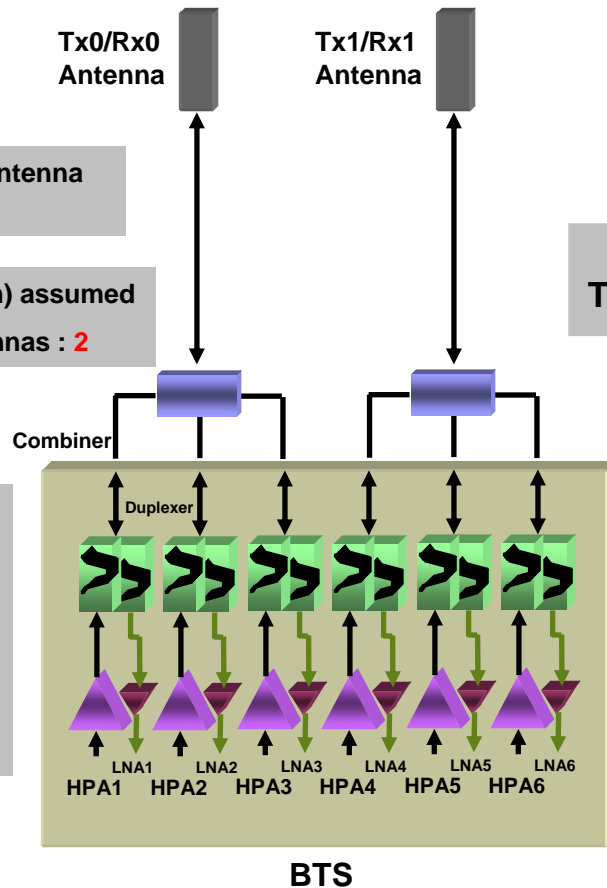 Tx0/Rx0
Antenna
Tx1/Rx1
Antenna
ntenna
) assumed
nnas : 2
T
Combiner
Duplexer
LNA1 LNA2 LNA3 LNA4 LNA5 LNA6
HPA1 HPA2 HPA3 HPA4 HPA5 HPA6
BTS